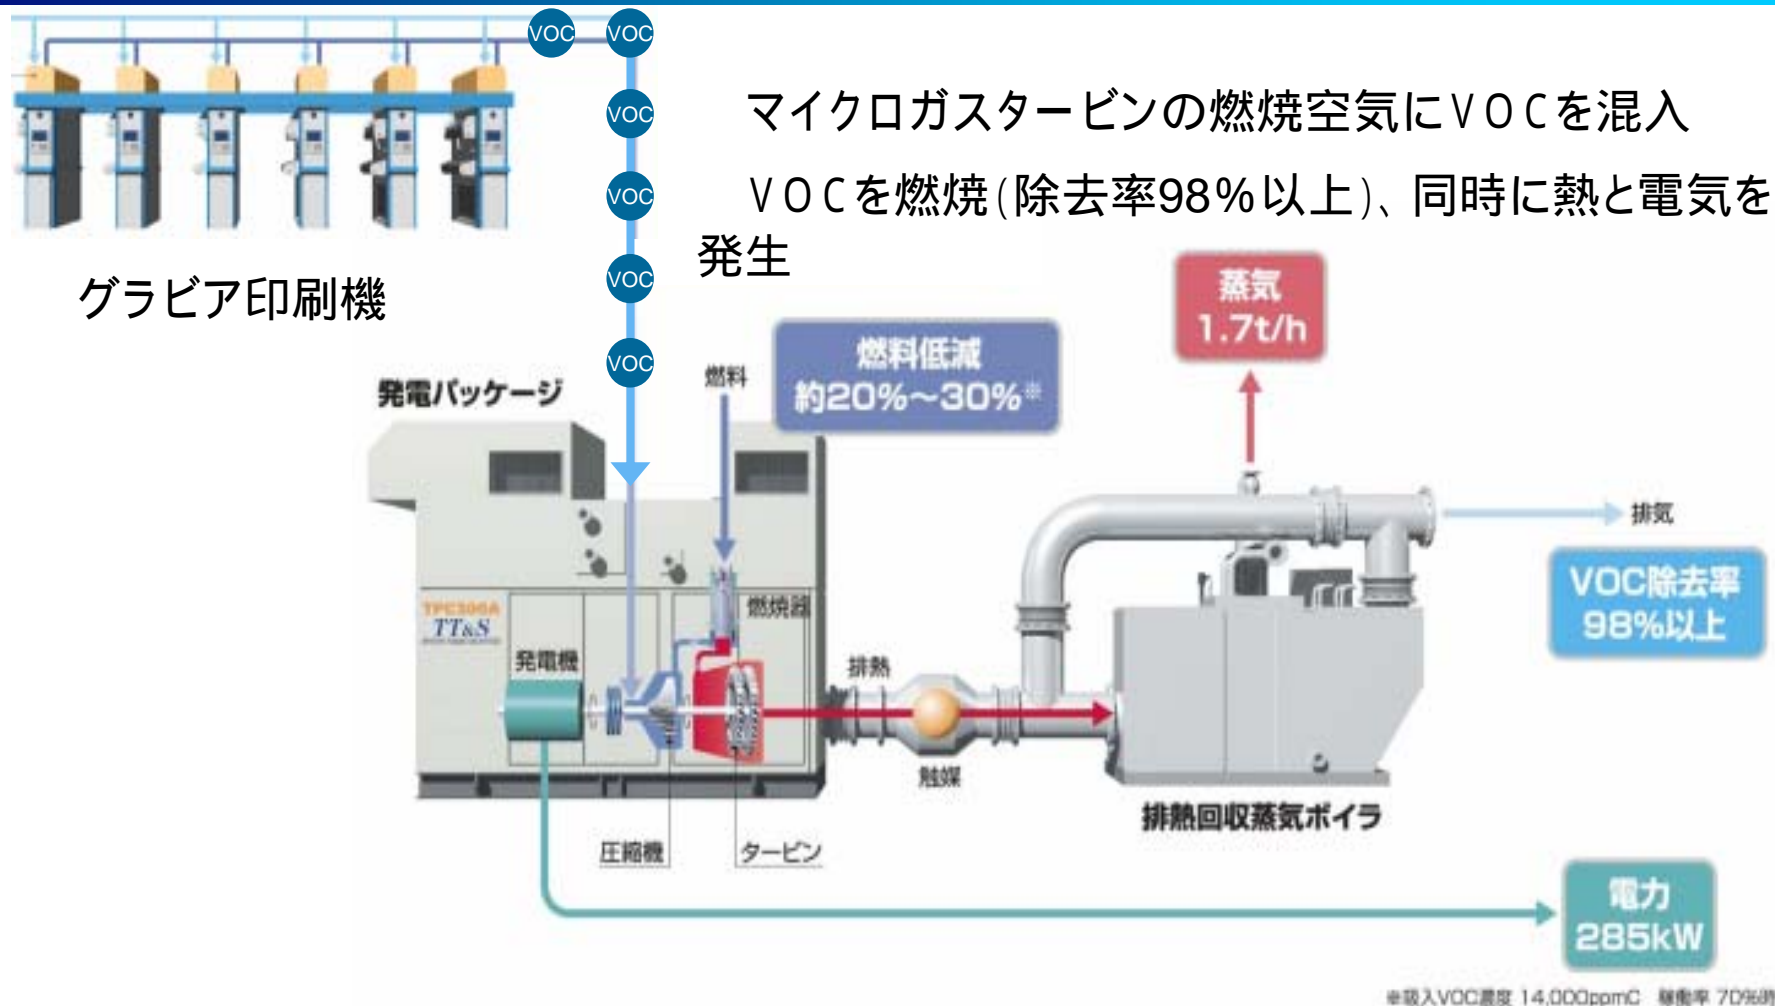 VOC VOC
VOC
VOC
VOC
VOC
マイクロガスタービンの燃焼空気にVOCを混入
VOCを燃焼(除去率98%以上)、同時に熱と電気を
発生
グラビア印刷機
蒸気
1.7t/h
燃料低減
約20%～30%※
燃料
発電パッケージ
排気
VOC除去率
98%以上
TPC300A
TT&S
燃焼器
発電機
排熱
触媒
排熱回収蒸気ボイラ
圧縮機
タービン
電力
285kW
※吸入VOC濃度 14,000ppmC 稼働率 70%時